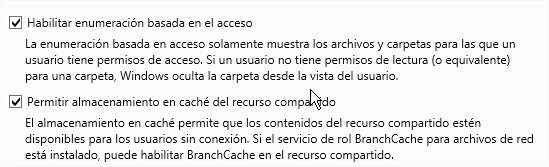 Habilitar enumeración basada en el acceso
La enumeración basada en acceso solamente muestra los archivos y carpetas para las que un
usuario tiene permisos de acceso. Si un usuario no tiene permisos de lectura (o equivalente)
para una carpeta, Windows oculta la carpeta desde la vista del usuario.
Permitir almacenamiento en caché del recurso compartido
El almacenamiento en caché permite que los contenidos del recurso compartido estén
disponibles para los usuarios sin conexión. Si el servicio de rol BranchCache para archivos de red
está instalado, puede habilitar BranchCache en el recurso compartido.